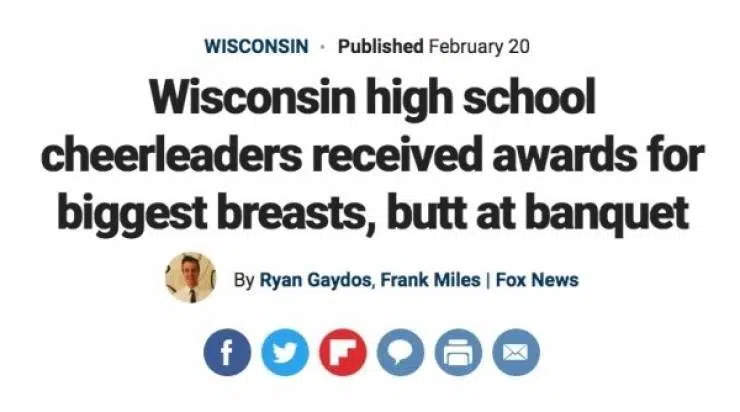 WISCONSIN · Published February 20
Wisconsin high school
cheerleaders received awards for
biggest breasts, butt at banquet
By Ryan Gaydos, Frank Miles | Fox News